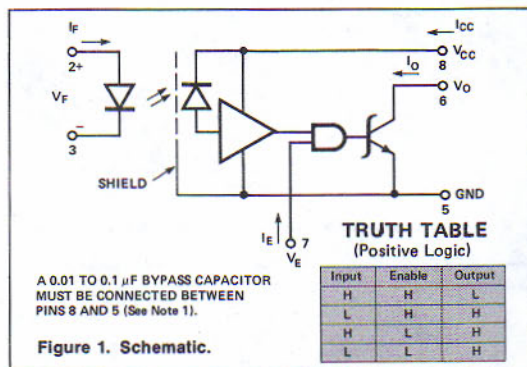 IF
ICC
2+
VCC
8
IO
VO
6
VF
–
3
SHIELD
GND
5
IE
7
VE
TRUTH TABLE
(Positive Logic)
Input Enable Output
H H L
L H H
H L H
L L H
A 0.01 TO 0.1 μF BYPASS CAPACITOR
MUST BE CONNECTED BETWEEN
PINS 8 AND 5 (See Note 1).
Figure 1. Schematic.